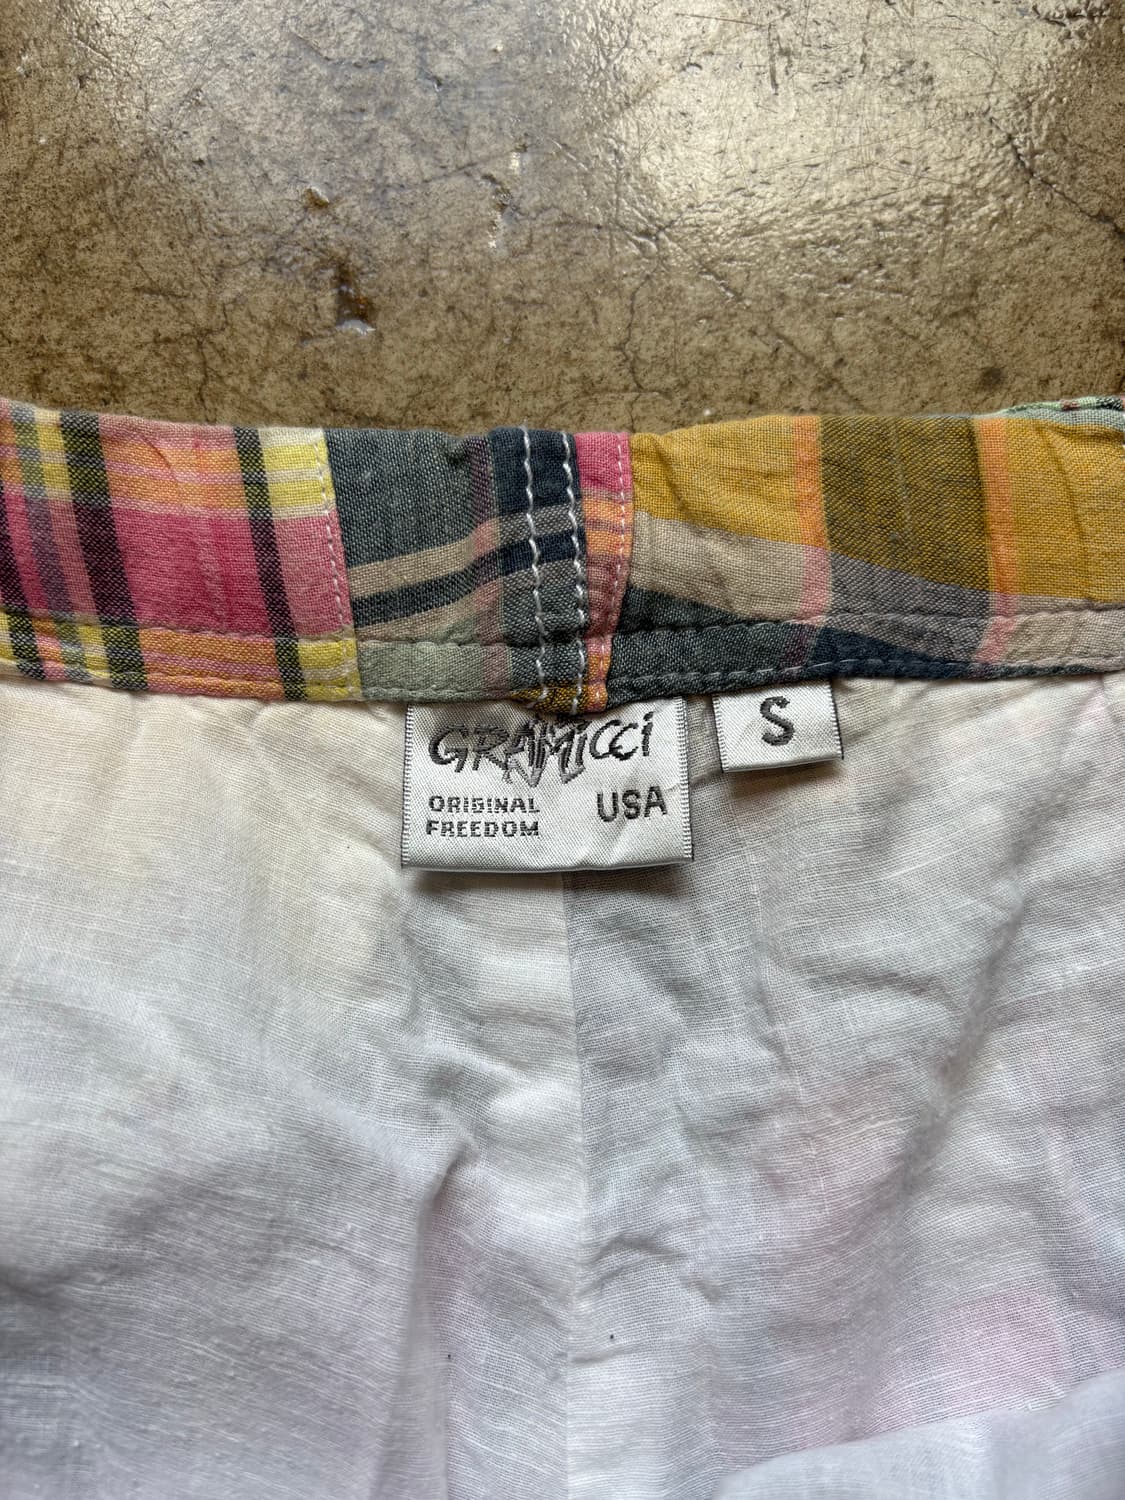 GRAMicci
ORIGINAL
FREEDOM
USA
S